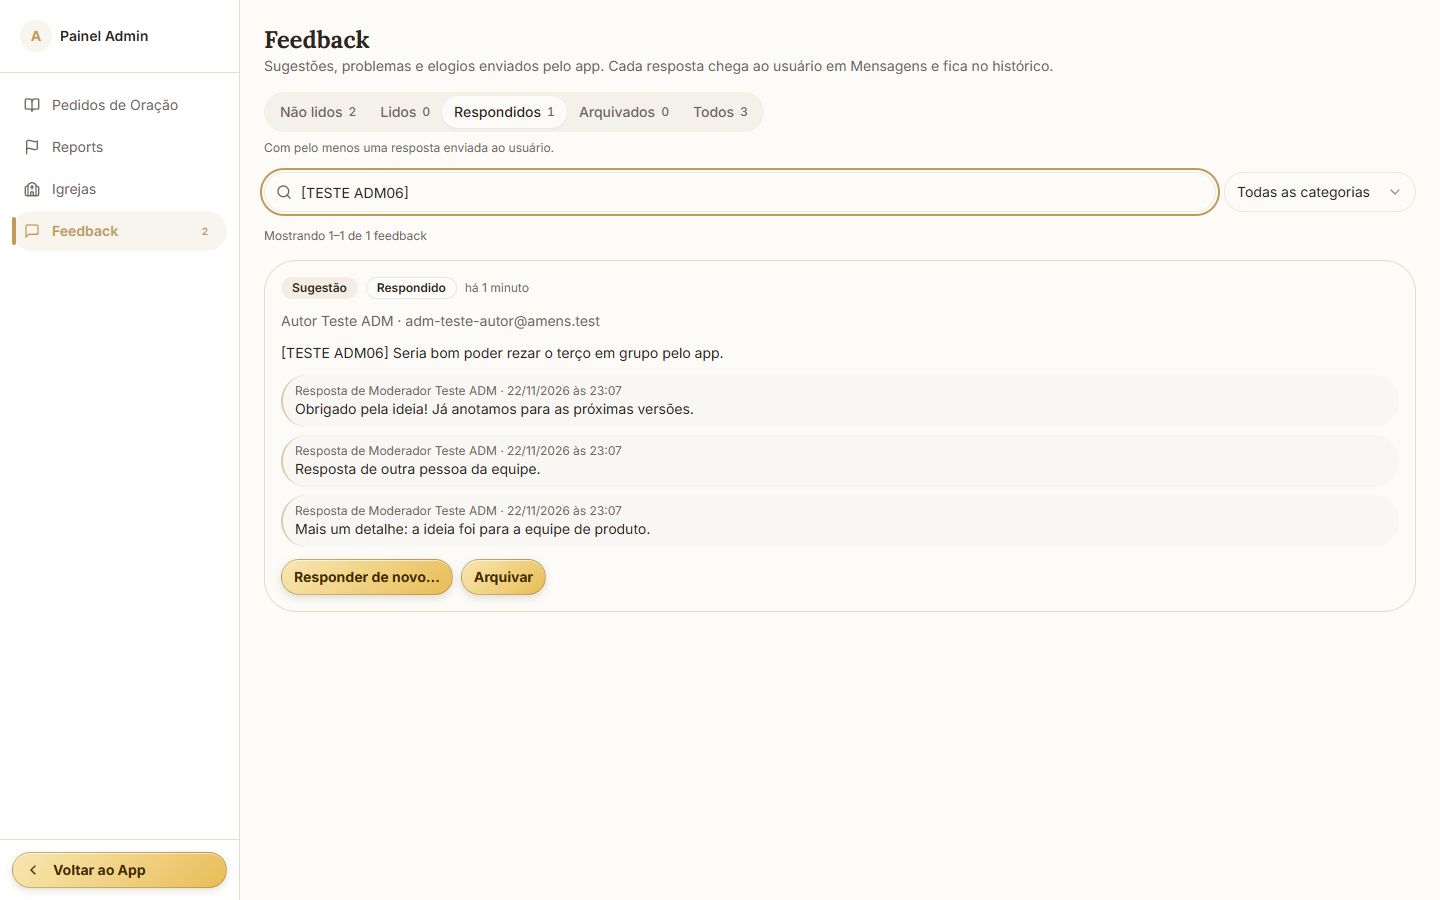 A Painel Admin
Pedidos de Oração
Reports
Igrejas
Feedback 2
Voltar ao App
Feedback
Sugestões, problemas e elogios enviados pelo app. Cada resposta chega ao usuário em Mensagens e fica no histórico.
Não lidos 2 Lidos 0 Respondidos 1 Arquivados 0 Todos 3
Com pelo menos uma resposta enviada ao usuário.
[TESTE ADM06] Todas as categorias
Mostrando 1–1 de 1 feedback
Sugestão Respondido há 1 minuto
Autor Teste ADM · adm-teste-autor@amens.test
[TESTE ADM06] Seria bom poder rezar o terço em grupo pelo app.
Resposta de Moderador Teste ADM · 22/11/2026 às 23:07
Obrigado pela ideia! Já anotamos para as próximas versões.
Resposta de Moderador Teste ADM · 22/11/2026 às 23:07
Resposta de outra pessoa da equipe.
Resposta de Moderador Teste ADM · 22/11/2026 às 23:07
Mais um detalhe: a ideia foi para a equipe de produto.
Responder de novo... Arquivar